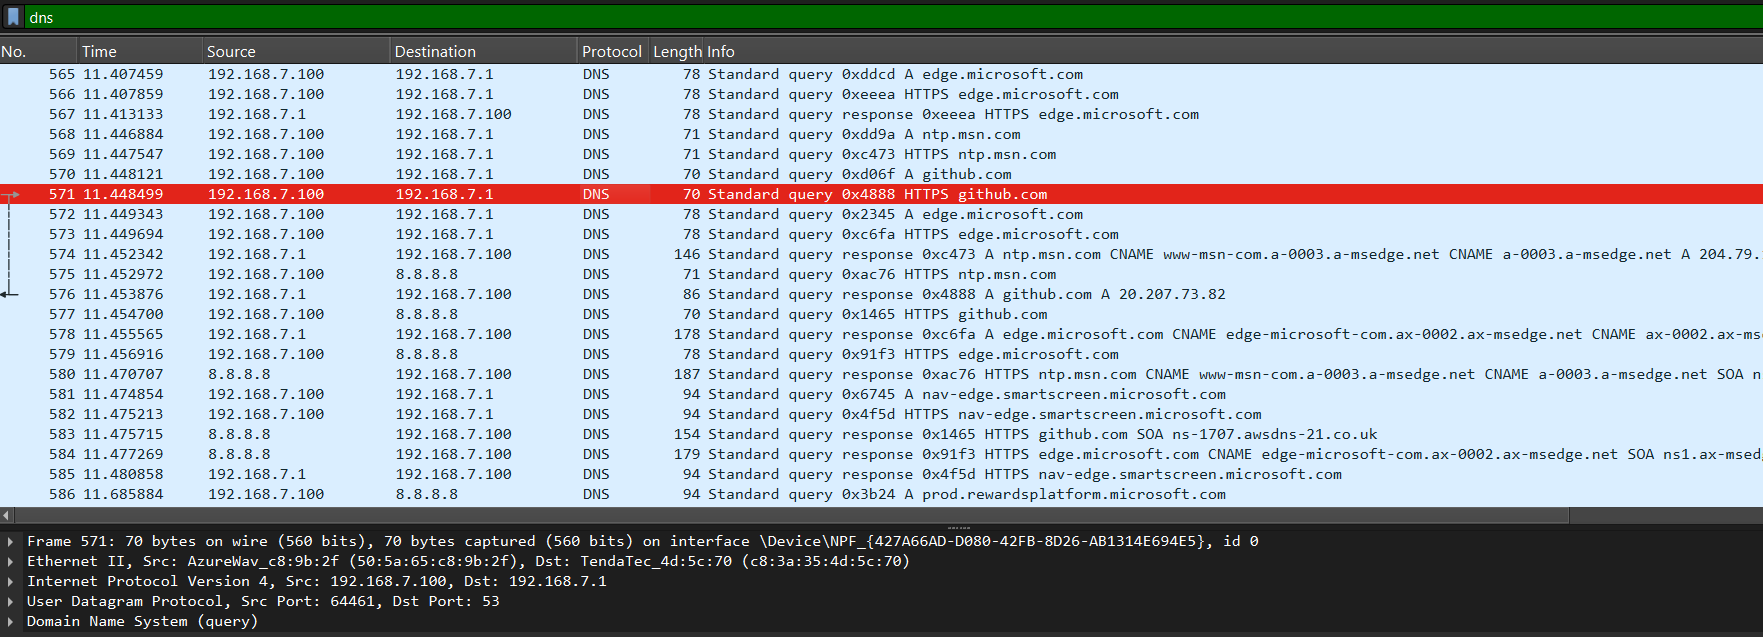 dns
No. Time Source Destination Protocol Length Info
565 11.407459 192.168.7.100 192.168.7.1 DNS 78 Standard query 0xddcd A edge.microsoft.com
566 11.407859 192.168.7.100 192.168.7.1 DNS 78 Standard query 0xeeea HTTPS edge.microsoft.com
567 11.413133 192.168.7.1 192.168.7.100 DNS 78 Standard query response 0xeeea HTTPS edge.microsoft.com
568 11.446884 192.168.7.100 192.168.7.1 DNS 71 Standard query 0xdd9a A ntp.msn.com
569 11.447547 192.168.7.100 192.168.7.1 DNS 71 Standard query 0xc473 HTTPS ntp.msn.com
570 11.448121 192.168.7.100 192.168.7.1 DNS 70 Standard query 0xd06f A github.com
571 11.448499 192.168.7.100 192.168.7.1 DNS 70 Standard query 0x4888 HTTPS github.com
572 11.449343 192.168.7.100 192.168.7.1 DNS 78 Standard query 0x2345 A edge.microsoft.com
573 11.449694 192.168.7.100 192.168.7.1 DNS 78 Standard query 0xc6fa HTTPS edge.microsoft.com
574 11.452342 192.168.7.1 192.168.7.100 DNS 146 Standard query response 0xc473 A ntp.msn.com CNAME www-msn-com.a-0003.a-msedge.net CNAME a-0003.a-msedge.net A 204.79.
575 11.452972 192.168.7.100 8.8.8.8 DNS 71 Standard query 0xac76 HTTPS ntp.msn.com
576 11.453876 192.168.7.1 192.168.7.100 DNS 86 Standard query response 0x4888 A github.com A 20.207.73.82
577 11.454700 192.168.7.100 8.8.8.8 DNS 70 Standard query 0x1465 HTTPS github.com
578 11.455565 192.168.7.1 192.168.7.100 DNS 178 Standard query response 0xc6fa A edge.microsoft.com CNAME edge-microsoft-com.ax-0002.ax-msedge.net CNAME ax-0002.ax-ms
579 11.456916 192.168.7.100 8.8.8.8 DNS 78 Standard query 0x91f3 HTTPS edge.microsoft.com
580 11.470707 8.8.8.8 192.168.7.100 DNS 187 Standard query response 0xac76 HTTPS ntp.msn.com CNAME www-msn-com.a-0003.a-msedge.net CNAME a-0003.a-msedge.net SOA n
581 11.474854 192.168.7.100 192.168.7.1 DNS 94 Standard query 0x6745 A nav-edge.smartscreen.microsoft.com
582 11.475213 192.168.7.100 192.168.7.1 DNS 94 Standard query 0x4f5d HTTPS nav-edge.smartscreen.microsoft.com
583 11.475715 8.8.8.8 192.168.7.100 DNS 154 Standard query response 0x1465 HTTPS github.com SOA ns-1707.awsdns-21.co.uk
584 11.477269 8.8.8.8 192.168.7.100 DNS 179 Standard query response 0x91f3 HTTPS edge.microsoft.com CNAME edge-microsoft-com.ax-0002.ax-msedge.net SOA ns1.ax-msed
585 11.480858 192.168.7.1 192.168.7.100 DNS 94 Standard query response 0x4f5d HTTPS nav-edge.smartscreen.microsoft.com
586 11.685884 192.168.7.100 8.8.8.8 DNS 94 Standard query 0x3b24 A prod.rewardsplatform.microsoft.com
Frame 571: 70 bytes on wire (560 bits), 70 bytes captured (560 bits) on interface \Device\NPF_{427A66AD-D080-42FB-8D26-AB1314E694E5}, id 0
Ethernet II, Src: AzureWav_c8:9b:2f (50:5a:65:c8:9b:2f), Dst: TendaTec_4d:5c:70 (c8:3a:35:4d:5c:70)
Internet Protocol Version 4, Src: 192.168.7.100, Dst: 192.168.7.1
User Datagram Protocol, Src Port: 64461, Dst Port: 53
Domain Name System (query)